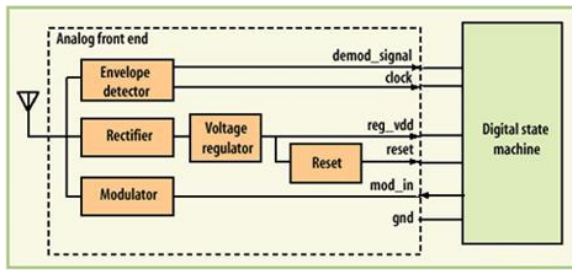 Analog front end
demod_signal
Envelope
detector
clock
Rectifier
Voltage
regulator
reg_vdd
Reset
reset
Digital state
machine
Modulator
mod_in
gnd